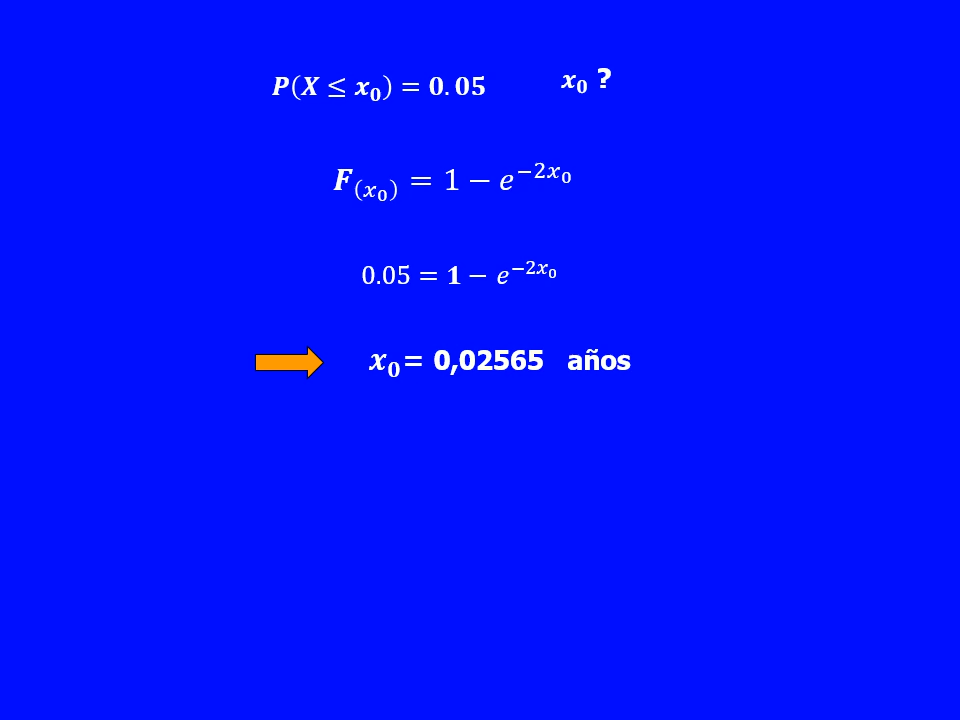 𝑷(𝑿 ≤ 𝒙₀) = 𝟎.𝟎𝟓 𝒙₀ ?
𝑭₍ₓ₀₎ = 1 − 𝑒^{−2𝑥₀}
0.05 = 𝟏 − 𝑒^{−2𝒙₀}
𝒙₀= 0,02565 años